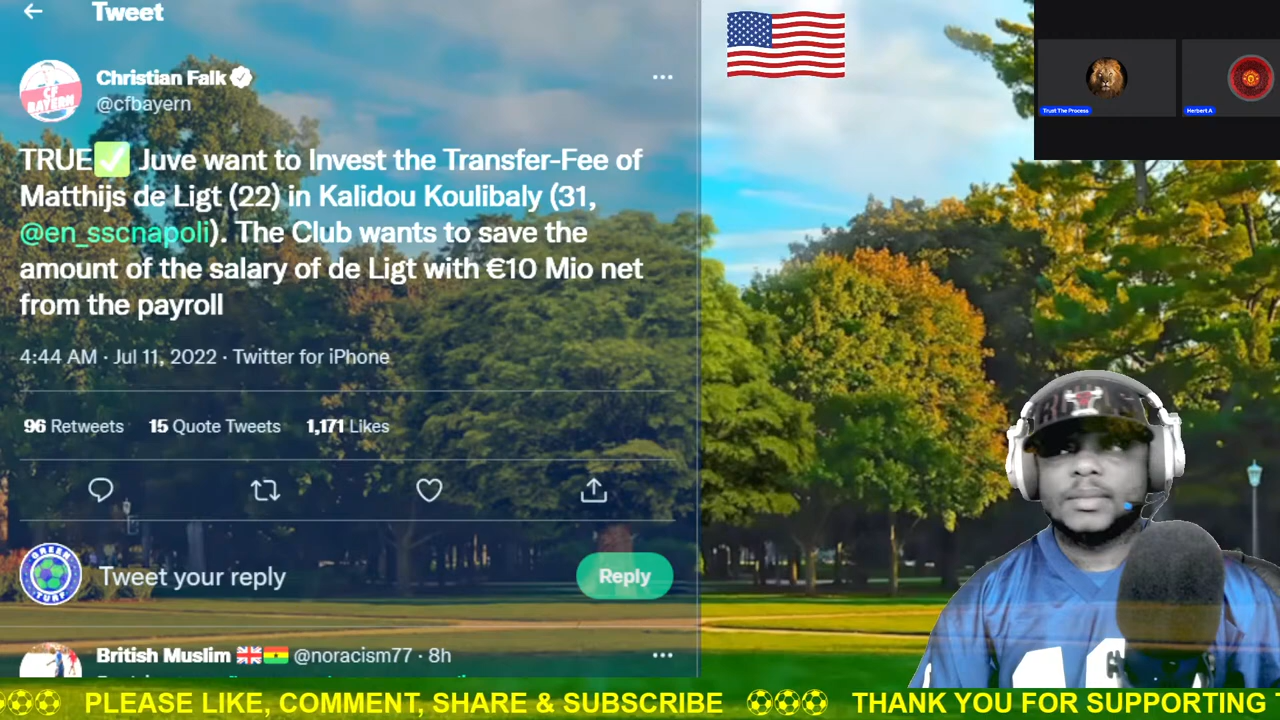 Tweet
Christian Falk
@cfbayern
CF
BAYERN
TRUE✅ Juve want to Invest the Transfer-Fee of
Matthijs de Ligt (22) in Kalidou Koulibaly (31,
@en_sscnapoli). The Club wants to save the
amount of the salary of de Ligt with €10 Mio net
from the payroll
4:44 AM · Jul 11, 2022 · Twitter for iPhone
96 Retweets 15 Quote Tweets 1,171 Likes
GREEN
TURF
Tweet your reply
Reply
British Muslim 🇬🇧🇬🇭 @noracism77 · 8h
Trust The Process
Herbert A
PLEASE LIKE, COMMENT, SHARE & SUBSCRIBE ⚽⚽⚽ THANK YOU FOR SUPPORTING